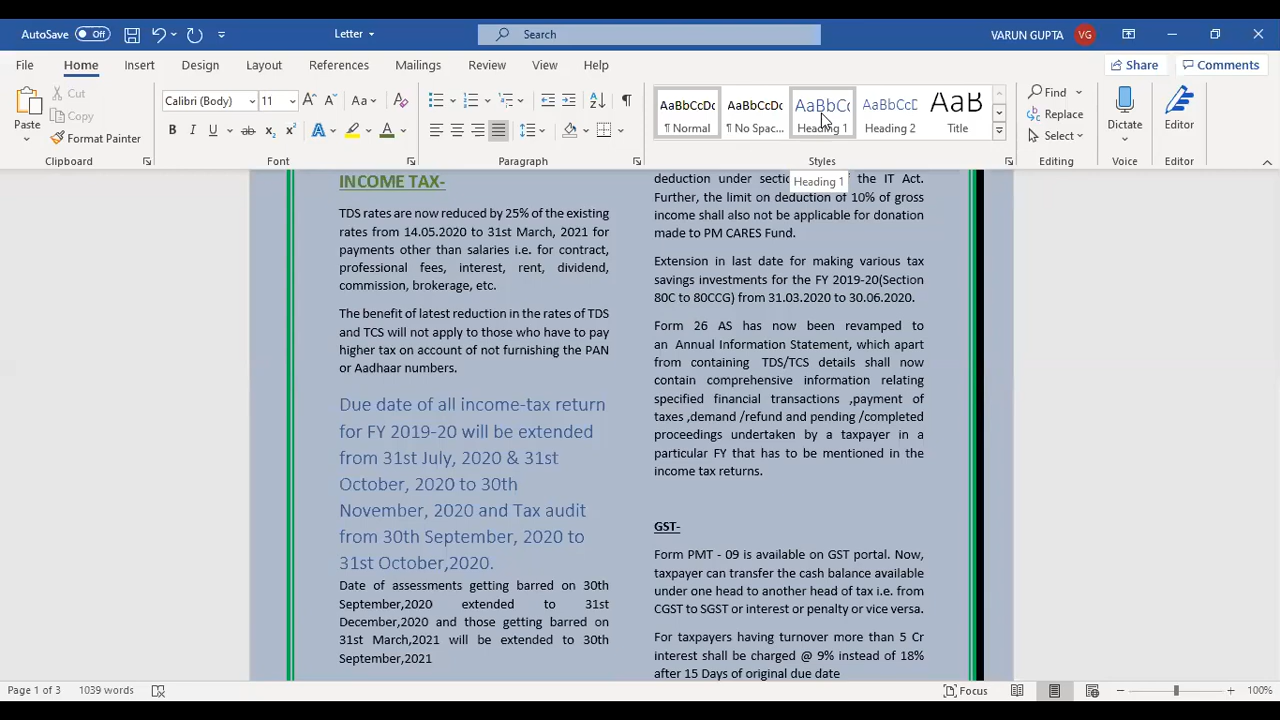 AutoSave Off Letter Search VARUN GUPTA VG
File Home Insert Design Layout References Mailings Review View Help Share Comments
Paste Cut Copy Format Painter
Clipboard
Calibri (Body) 11
Font
Paragraph
AaBbCcDc AaBbCcDc AaBbCc AaBbCcD AaB
¶ Normal ¶ No Spac... Heading 1 Heading 2 Title
Styles
Find Replace Select
Editing
Dictate
Voice
Editor
Editor
Heading 1
INCOME TAX-
TDS rates are now reduced by 25% of the existing
rates from 14.05.2020 to 31st March, 2021 for
payments other than salaries i.e. for contract,
professional fees, interest, rent, dividend,
commission, brokerage, etc.
The benefit of latest reduction in the rates of TDS
and TCS will not apply to those who have to pay
higher tax on account of not furnishing the PAN
or Aadhaar numbers.
Due date of all income-tax return
for FY 2019-20 will be extended
from 31st July, 2020 & 31st
October, 2020 to 30th
November, 2020 and Tax audit
from 30th September, 2020 to
31st October,2020.
Date of assessments getting barred on 30th
September,2020 extended to 31st
December,2020 and those getting barred on
31st March,2021 will be extended to 30th
September,2021
deduction under the IT Act.
Further, the limit on deduction of 10% of gross
income shall also not be applicable for donation
made to PM CARES Fund.
Extension in last date for making various tax
savings investments for the FY 2019-20(Section
80C to 80CCG) from 31.03.2020 to 30.06.2020.
Form 26 AS has now been revamped to
an Annual Information Statement, which apart
from containing TDS/TCS details shall now
contain comprehensive information relating
specified financial transactions ,payment of
taxes ,demand /refund and pending /completed
proceedings undertaken by a taxpayer in a
particular FY that has to be mentioned in the
income tax returns.
GST-
Form PMT - 09 is available on GST portal. Now,
taxpayer can transfer the cash balance available
under one head to another head of tax i.e. from
CGST to SGST or interest or penalty or vice versa.
For taxpayers having turnover more than 5 Cr
interest shall be charged @ 9% instead of 18%
after 15 Days of original due date
Page 1 of 3 1039 words Focus 100%